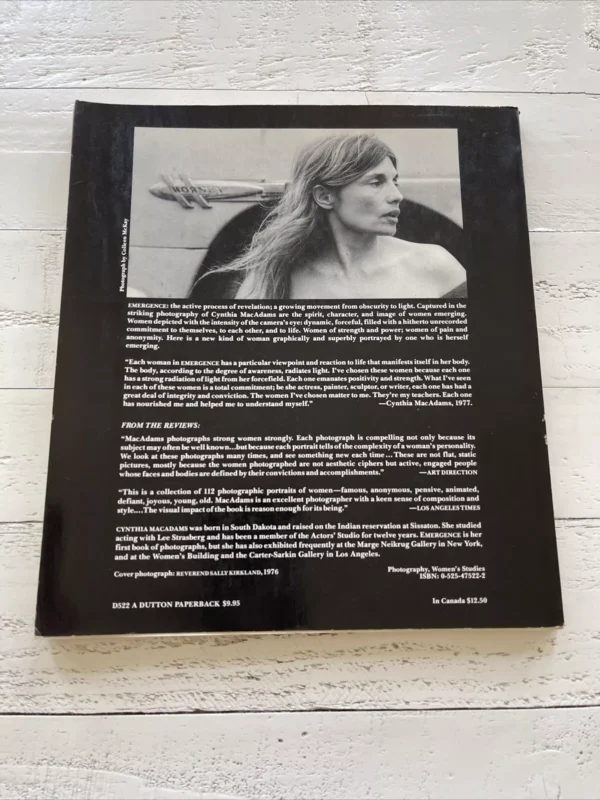 HORNET
Photograph by Colleen McKay
EMERGENCE: the active process of revelation; a growing movement from obscurity to light. Captured in the
striking photography of Cynthia MacAdams are the spirit, character, and image of women emerging.
Women depicted with the intensity of the camera's eye: dynamic, forceful, filled with a hitherto unrecorded
commitment to themselves, to each other, and to life. Women of strength and power; women of pain and
anonymity. Here is a new kind of woman graphically and superbly portrayed by one who is herself
emerging.
"Each woman in EMERGENCE has a particular viewpoint and reaction to life that manifests itself in her body.
The body, according to the degree of awareness, radiates light. I've chosen these women because each one
has a strong radiation of light from her forcefield. Each one emanates positivity and strength. What I've seen
in each of these women is a total commitment; be she actress, painter, sculptor, or writer, each one has had a
great deal of integrity and conviction. The women I've chosen matter to me. They're my teachers. Each one
has nourished me and helped me to understand myself." —Cynthia MacAdams, 1977.
FROM THE REVIEWS:
"MacAdams photographs strong women strongly. Each photograph is compelling not only because its
subject may often be well known...but because each portrait tells of the complexity of a woman's personality.
We look at these photographs many times, and see something new each time... These are not flat, static
pictures, mostly because the women photographed are not aesthetic ciphers but active, engaged people
whose faces and bodies are defined by their convictions and accomplishments." —ART DIRECTION
"This is a collection of 112 photographic portraits of women—famous, anonymous, pensive, animated,
defiant, joyous, young, old. MacAdams is an excellent photographer with a keen sense of composition and
style....The visual impact of the book is reason enough for its being." —LOS ANGELES TIMES
CYNTHIA MACADAMS was born in South Dakota and raised on the Indian reservation at Sissaton. She studied
acting with Lee Strasberg and has been a member of the Actors' Studio for twelve years. EMERGENCE is her
first book of photographs, but she has also exhibited frequently at the Marge Neikrug Gallery in New York,
and at the Women's Building and the Carter-Sarkin Gallery in Los Angeles.
Cover photograph: REVEREND SALLY KIRKLAND, 1976
Photography, Women's Studies
ISBN: 0-525-47522-2
D522 A DUTTON PAPERBACK $9.95
In Canada $12.50